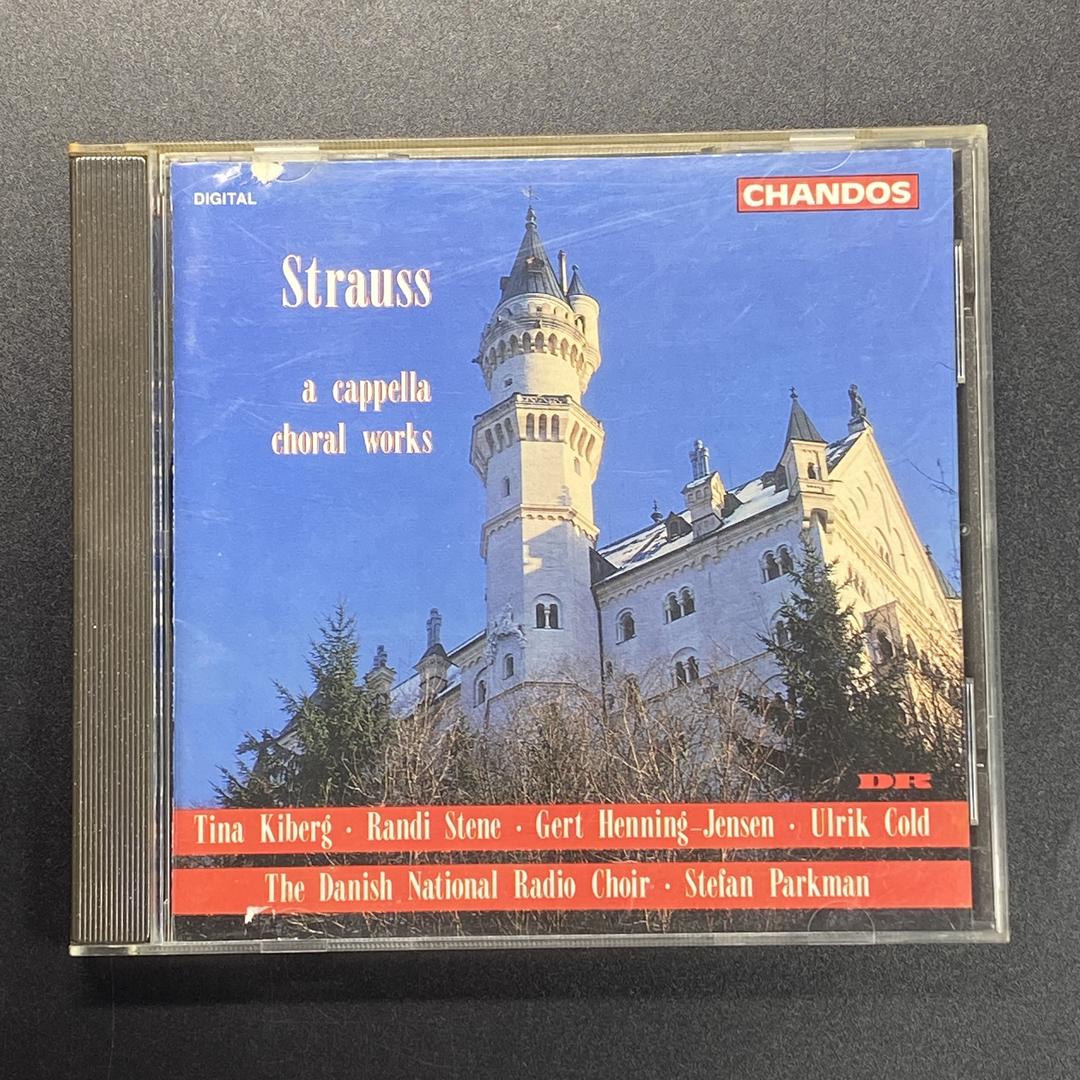 DIGITAL
CHANDOS
Strauss
a cappella
choral works
DR
Tina Kiberg · Randi Stene · Gert Henning-Jensen · Ulrik Cold
The Danish National Radio Choir · Stefan Parkman